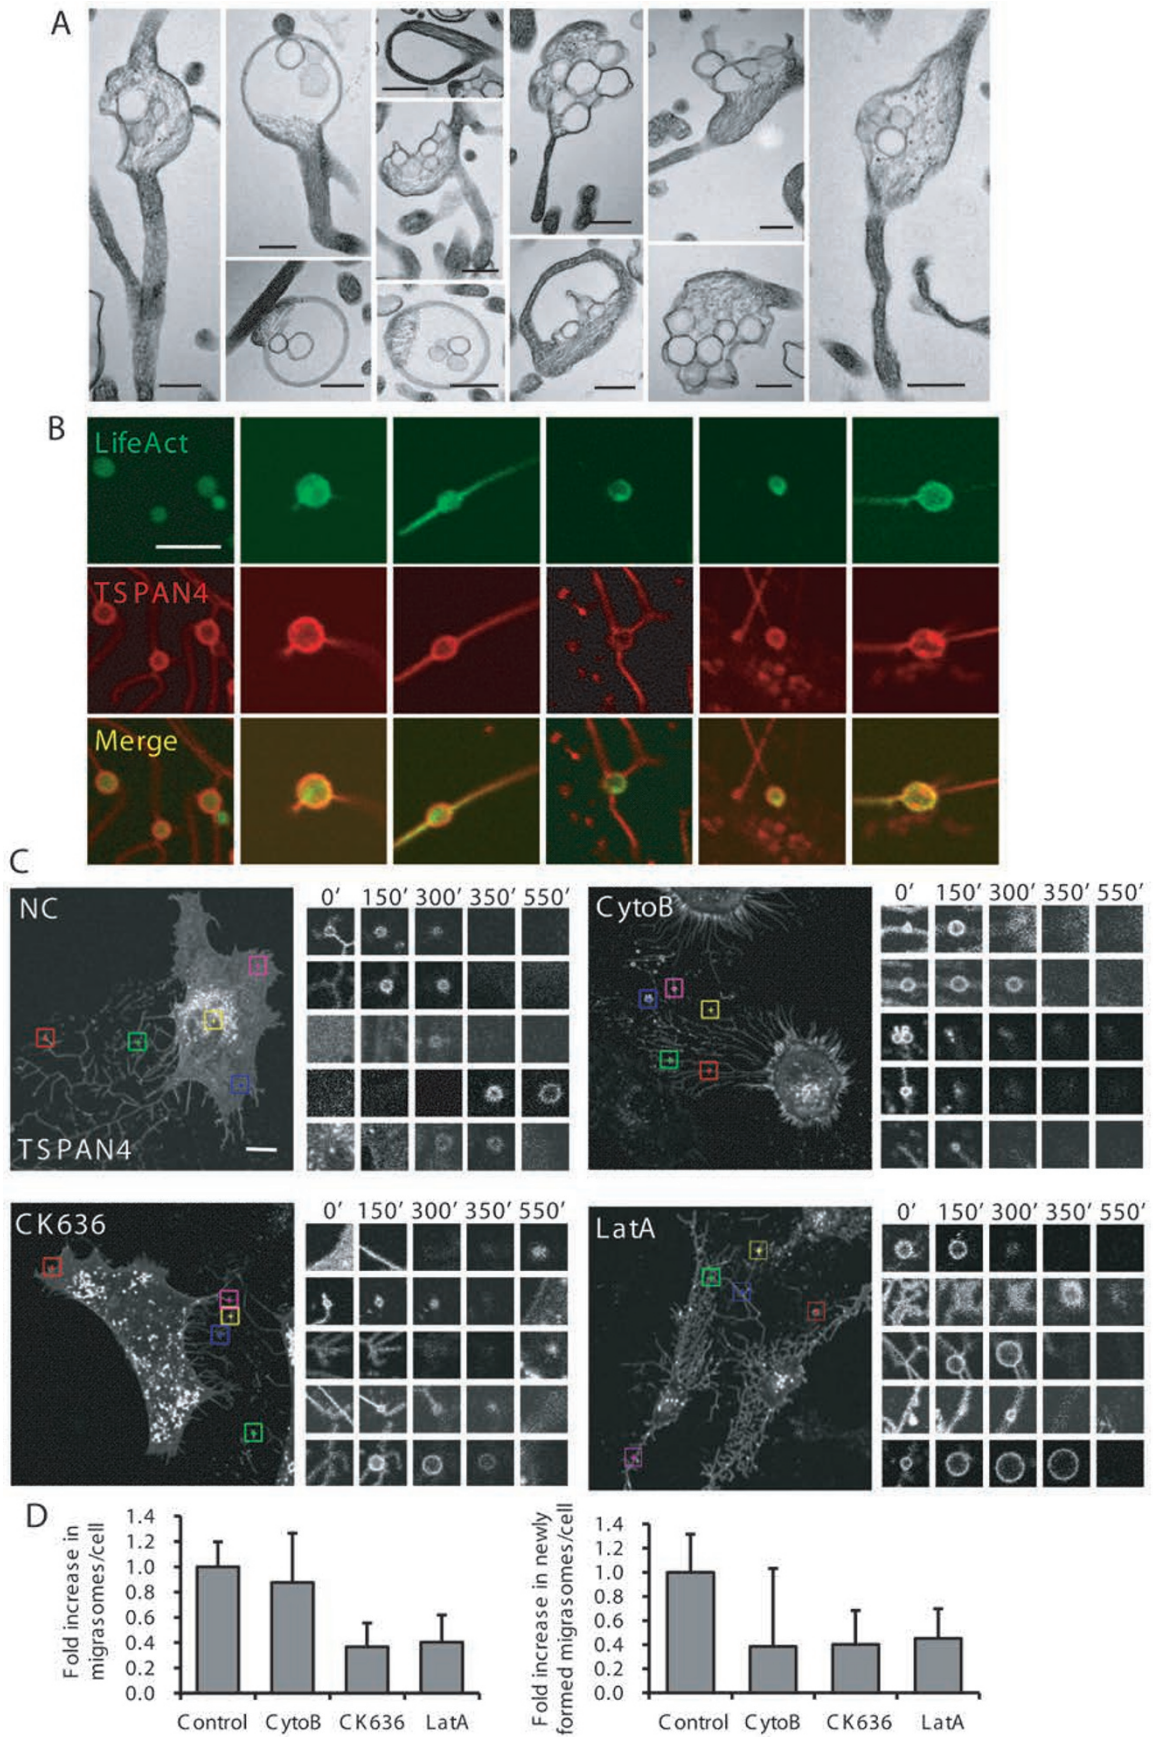 A
B
LifeAct
TSPAN4
Merge
C
NC
TSPAN4
0' 150' 300' 350' 550'
CytoB
0' 150' 300' 350' 550'
CK636
0' 150' 300' 350' 550'
LatA
0' 150' 300' 350' 550'
D
Fold increase in
migrasomes/cell
1.4
1.2
1.0
0.8
0.6
0.4
0.2
0.0
Control CytoB CK636 LatA
Fold increase in newly
formed migrasomes/cell
1.4
1.2
1.0
0.8
0.6
0.4
0.2
0.0
Control CytoB CK636 LatA